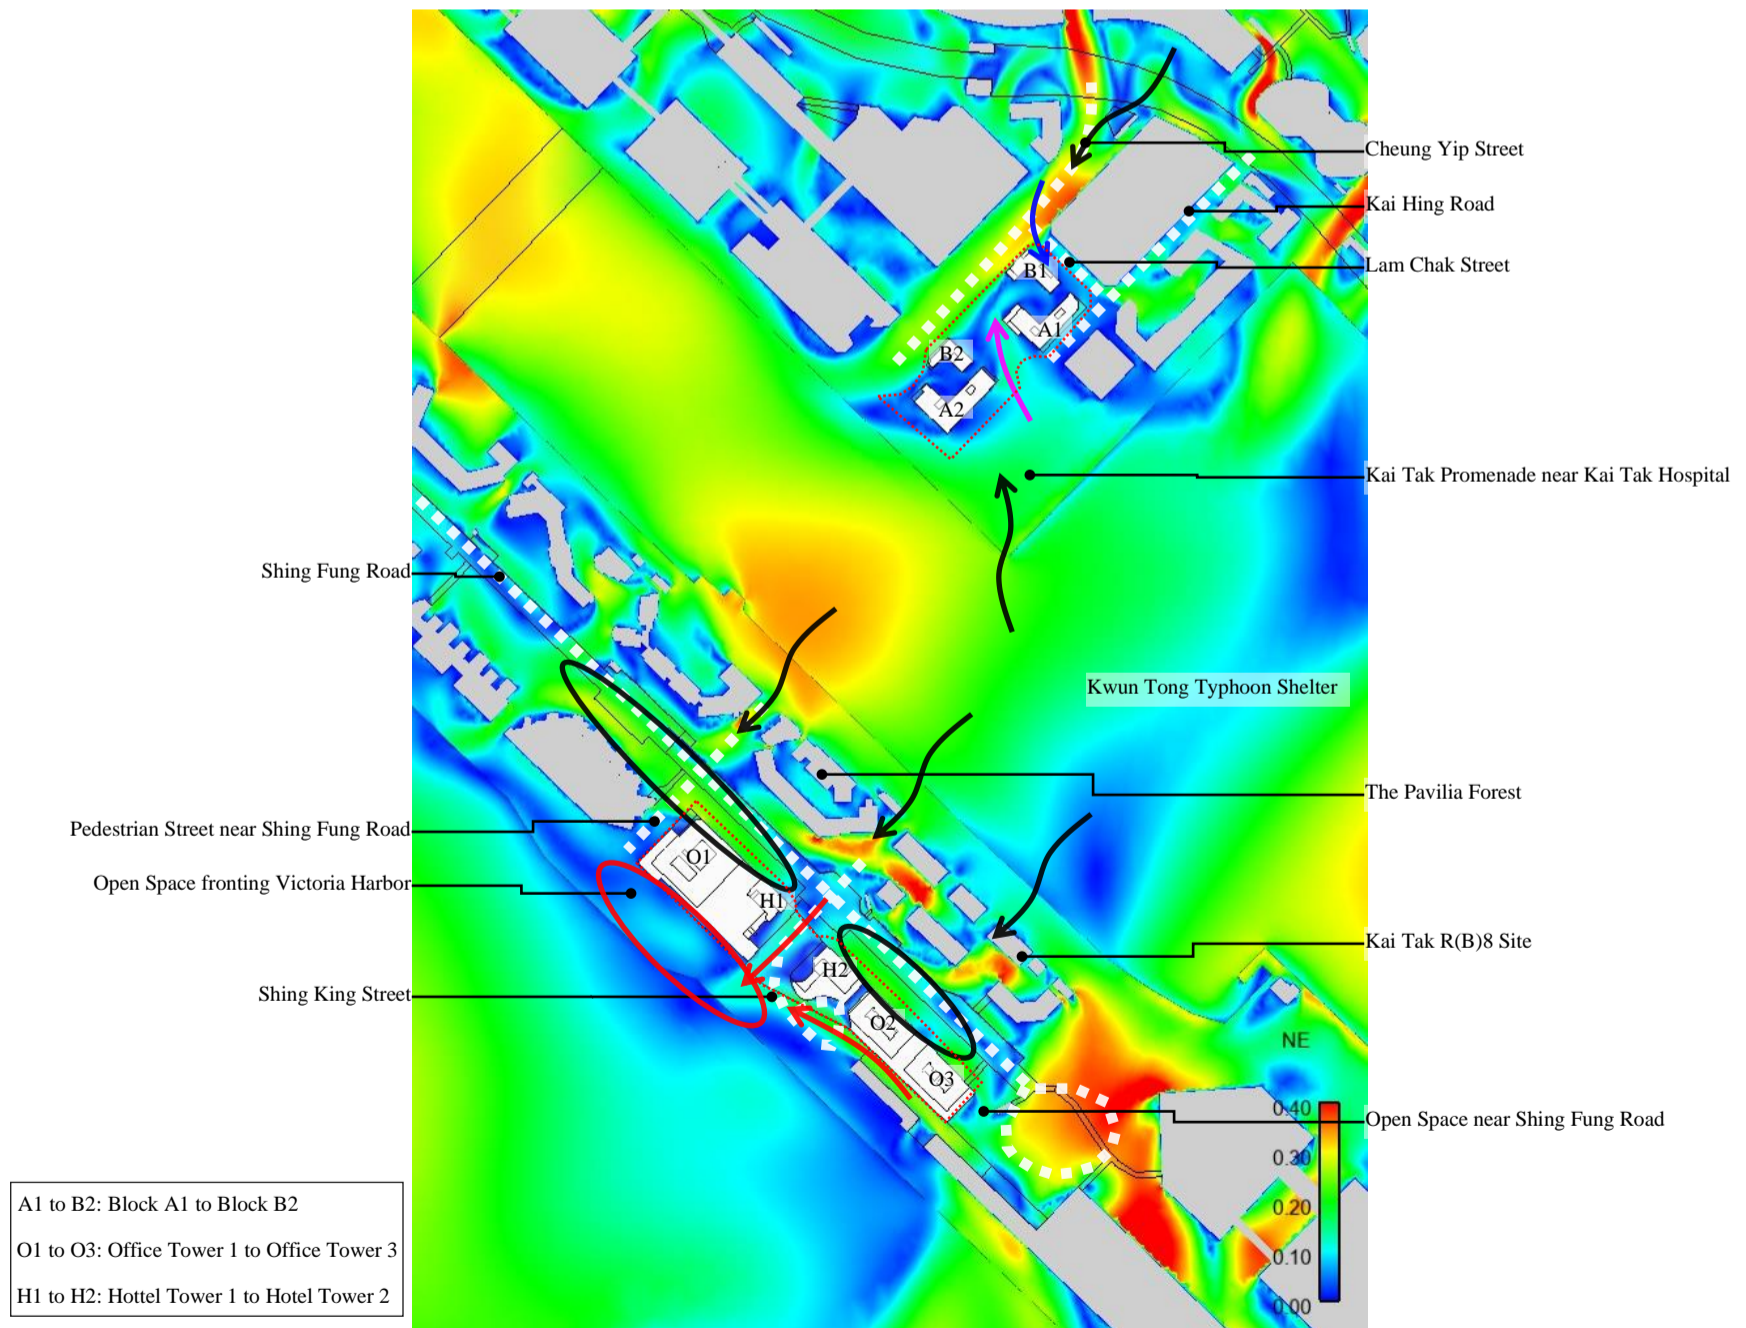 Cheung Yip Street
Kai Hing Road
Lam Chak Street
B1
A1
B2
A2
Kai Tak Promenade near Kai Tak Hospital
Shing Fung Road
Kwun Tong Typhoon Shelter
The Pavilia Forest
Pedestrian Street near Shing Fung Road
O1
Open Space fronting Victoria Harbor
H1
Kai Tak R(B)8 Site
H2
Shing King Street
O2
NE
O3
0.40
Open Space near Shing Fung Road
0.30
0.20
0.10
0.00
A1 to B2: Block A1 to Block B2
O1 to O3: Office Tower 1 to Office Tower 3
H1 to H2: Hottel Tower 1 to Hotel Tower 2